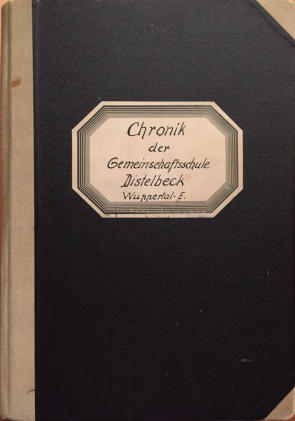 Chronik
der
Gemeinschaftsschule
Distelbeck
Wuppertal-E.